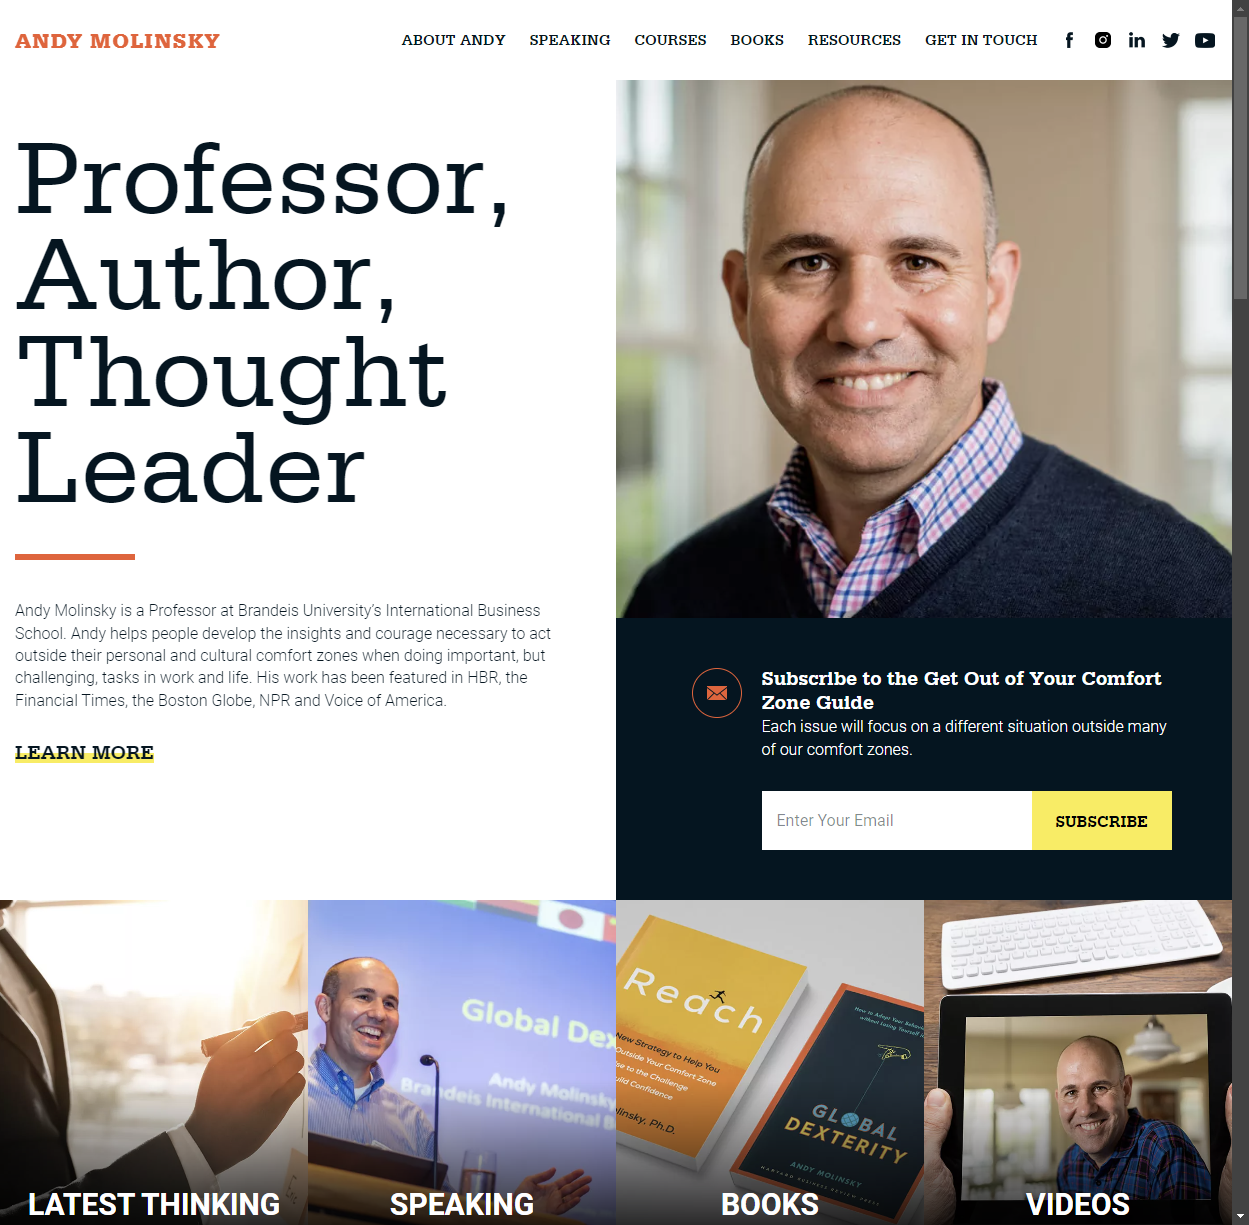 ANDY MOLINSKY
ABOUT ANDY
SPEAKING
COURSES
BOOKS
RESOURCES
GET IN TOUCH
Professor,
Author,
Thought
Leader
Andy Molinsky is a Professor at Brandeis University's International Business
School. Andy helps people develop the insights and courage necessary to act
outside their personal and cultural comfort zones when doing important, but
challenging, tasks in work and life. His work has been featured in HBR, the
Financial Times, the Boston Globe, NPR and Voice of America.
LEARN MORE
Subscribe to the Get Out of Your Comfort
Zone Guide
Each issue will focus on a different situation outside many
of our comfort zones.
Enter Your Email
SUBSCRIBE
LATEST THINKING
Global Dex
Andy Molinsky
Brandeis International B
SPEAKING
Reach
New Strategy to Help You
Outside Your Comfort Zone
se to the Challenge
uild Confidence
olinsky, Ph.D.
How to Adapt Your Behavi
without Losing Yourself i
GLOBAL
DEXTERITY
ANDY MOLINSKY
HARVARD BUSINESS REVIEW PRESS
BOOKS
VIDEOS